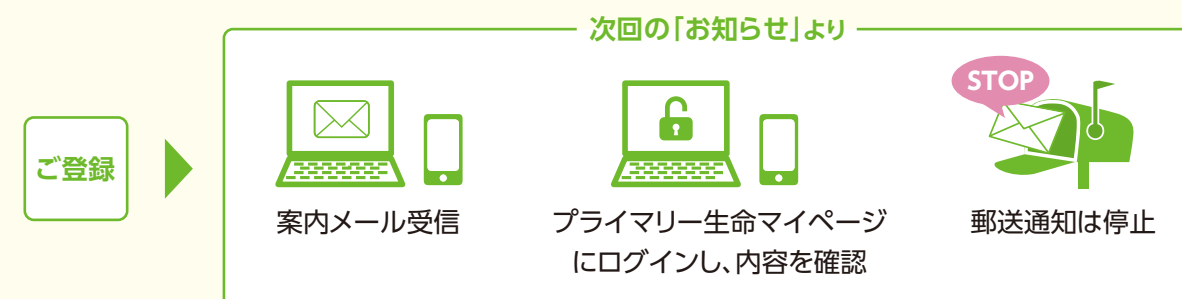 次回の「お知らせ」より
ご登録
STOP
案内メール受信
プライマリー生命マイページ
にログインし、内容を確認
郵送通知は停止